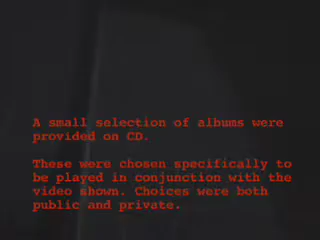 A small selection of albums were
provided on CD.
These were chosen specifically to
be played in conjunction with the
video shown. Choices were both
public and private.